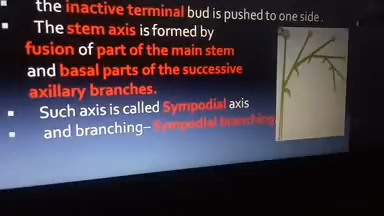 the inactive terminal bud is pushed to one side.
The stem axis is formed by
fusion of part of the main stem
and basal parts of the successive
axillary branches.
Such axis is called Sympodial axis
and branching– Sympodial branching